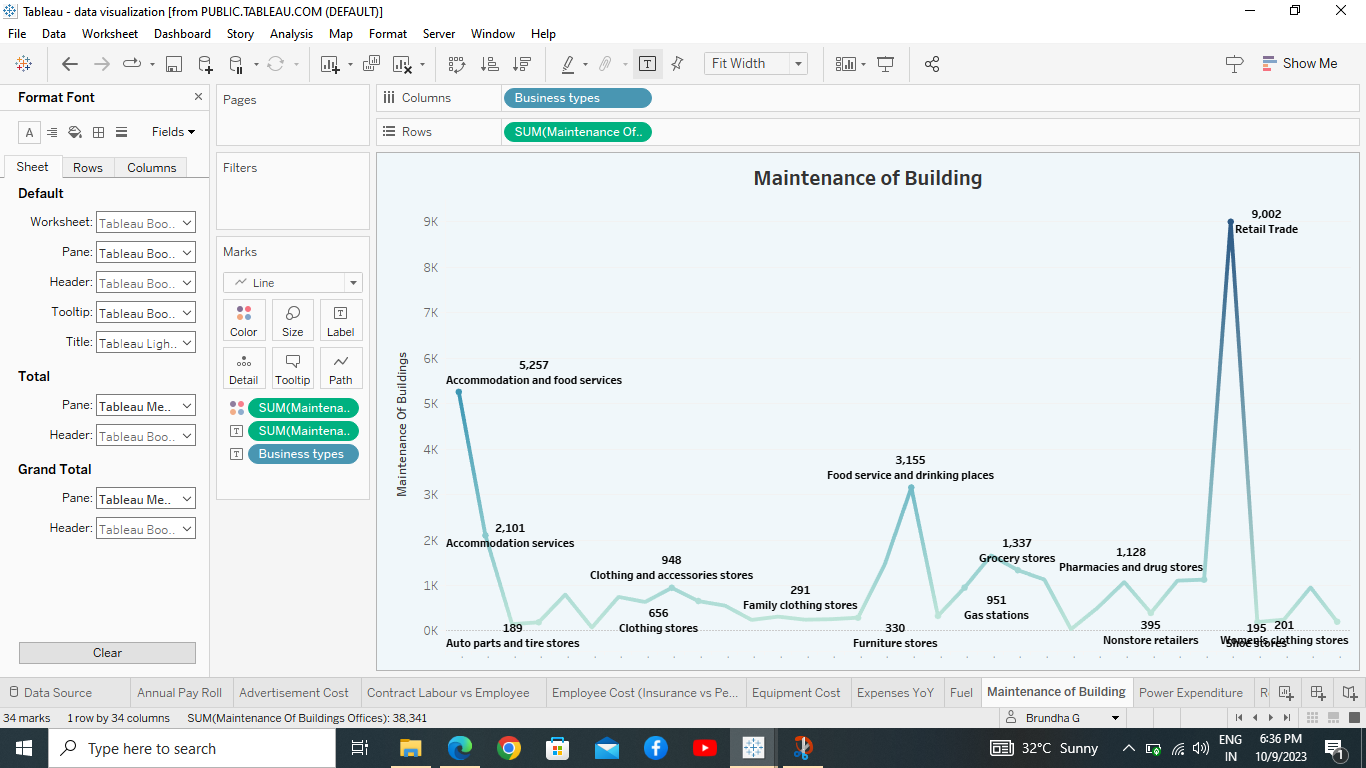 Tableau - data visualization [from PUBLIC.TABLEAU.COM (DEFAULT)]
File Data Worksheet Dashboard Story Analysis Map Format Server Window Help
T Fit Width Show Me
Format Font
A Fields
Sheet Rows Columns
Default
Worksheet: Tableau Boo..
Pane: Tableau Boo..
Header: Tableau Boo..
Tooltip: Tableau Boo..
Title: Tableau Ligh..
Total
Pane: Tableau Me..
Header: Tableau Boo..
Grand Total
Pane: Tableau Me..
Header: Tableau Boo..
Clear
Pages
Filters
Marks
Line
Color Size Label
Detail Tooltip Path
SUM(Maintena..
SUM(Maintena..
Business types
Columns Business types
Rows SUM(Maintenance Of..
Maintenance of Building
Maintenance Of Buildings
9K
8K
7K
6K
5K
4K
3K
2K
1K
0K
9,002
Retail Trade
5,257
Accommodation and food services
3,155
Food service and drinking places
2,101
Accommodation services
1,337
Grocery stores
1,128
Pharmacies and drug stores
948
Clothing and accessories stores
291
Family clothing stores
951
Gas stations
656
Clothing stores
189
Auto parts and tire stores
330
Furniture stores
395
Nonstore retailers
195
Shoe stores
201
Women's clothing stores
Data Source Annual Pay Roll Advertisement Cost Contract Labour vs Employee Employee Cost (Insurance vs Pe... Equipment Cost Expenses YoY Fuel Maintenance of Building Power Expenditure
34 marks 1 row by 34 columns SUM(Maintenance Of Buildings Offices): 38,341 Brundha G
Type here to search
32°C Sunny
ENG
IN
6:36 PM
10/9/2023
1